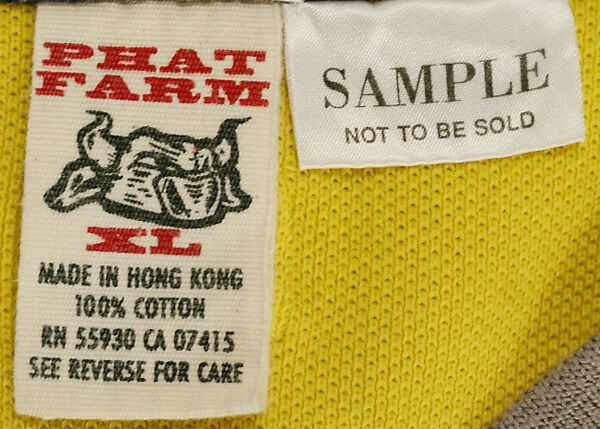 PHAT
FARM
XL
MADE IN HONG KONG
100% COTTON
RN 55930 CA 07415
SEE REVERSE FOR CARE
SAMPLE
NOT TO BE SOLD